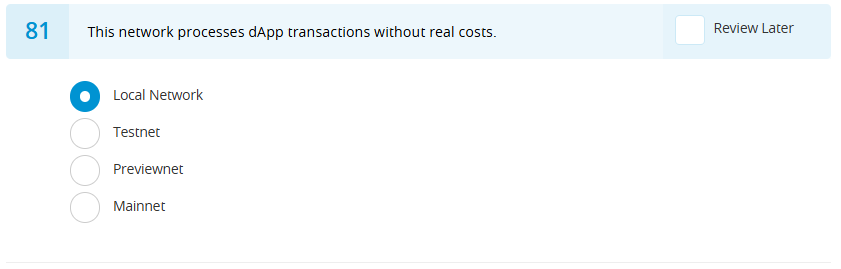 81
This network processes dApp transactions without real costs.
Review Later
Local Network
Testnet
Previewnet
Mainnet